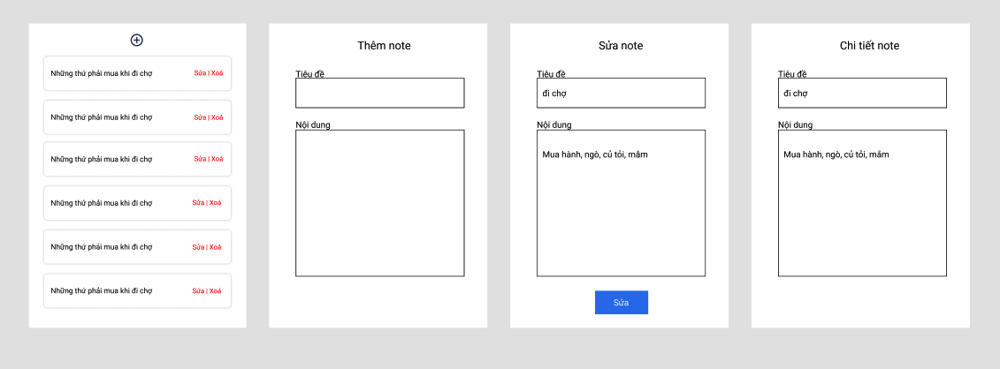 Những thứ phải mua khi đi chợ Sửa | Xoá
Những thứ phải mua khi đi chợ Sửa | Xoá
Những thứ phải mua khi đi chợ Sửa | Xoá
Những thứ phải mua khi đi chợ Sửa | Xoá
Những thứ phải mua khi đi chợ Sửa | Xoá
Những thứ phải mua khi đi chợ Sửa | Xoá
Thêm note
Tiêu đề
Nội dung
Sửa note
Tiêu đề
đi chợ
Nội dung
Mua hành, ngò, củ tỏi, mắm
Sửa
Chi tiết note
Tiêu đề
đi chợ
Nội dung
Mua hành, ngò, củ tỏi, mắm